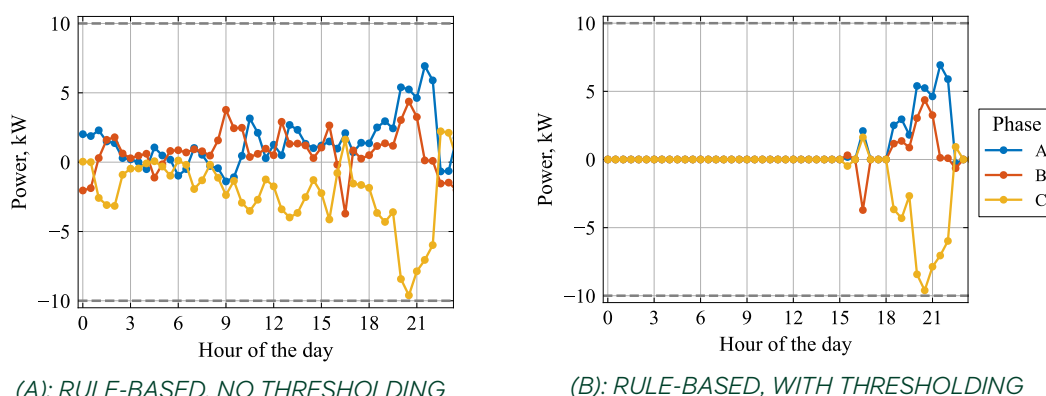 10
5
0
−5
−10
Power, kW
0 3 6 9 12 15 18 21
Hour of the day
(A): RULE-BASED, NO THRESHOLDING
10
5
0
−5
−10
Power, kW
0 3 6 9 12 15 18 21
Hour of the day
(B): RULE-BASED, WITH THRESHOLDING
Phase
A
B
C